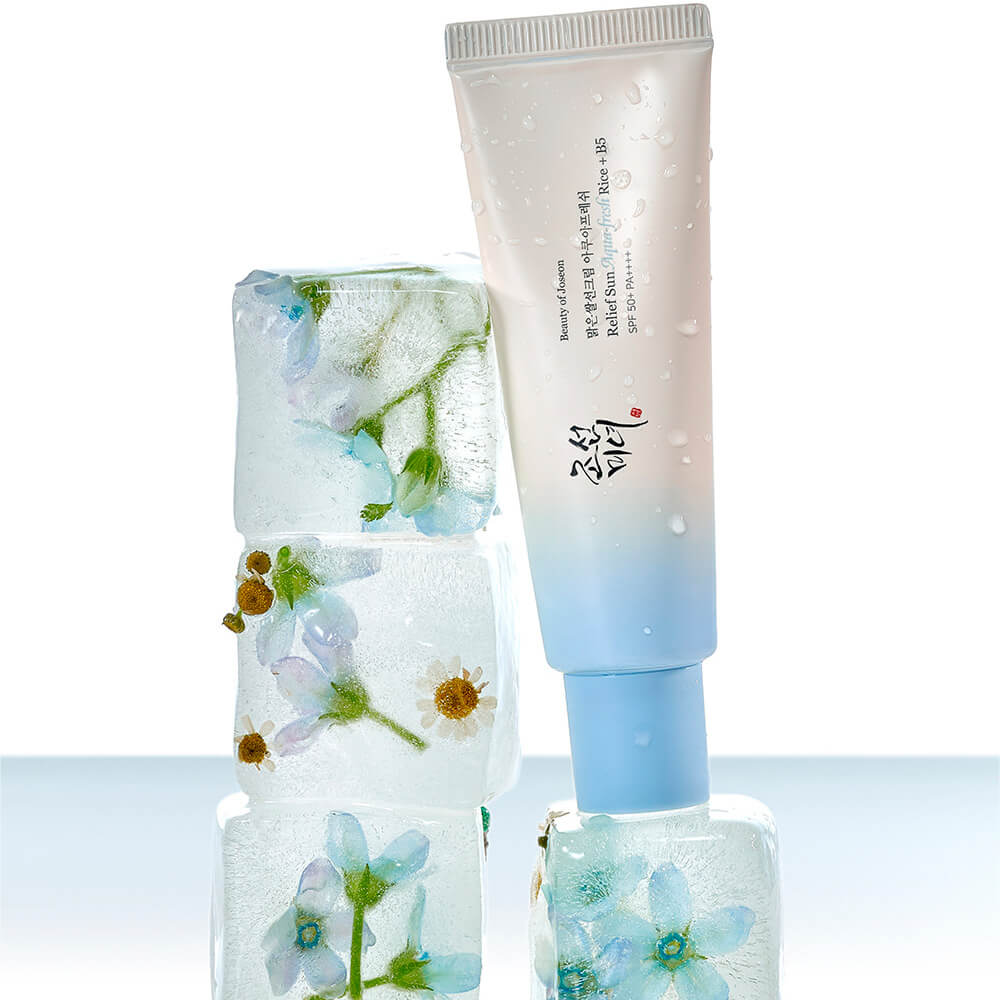 Beauty of Joseon
맑은쌀선크림 아쿠아프레쉬
Relief Sun Aqua-fresh Rice + B5
SPF 50+ PA++++
조선
미녀